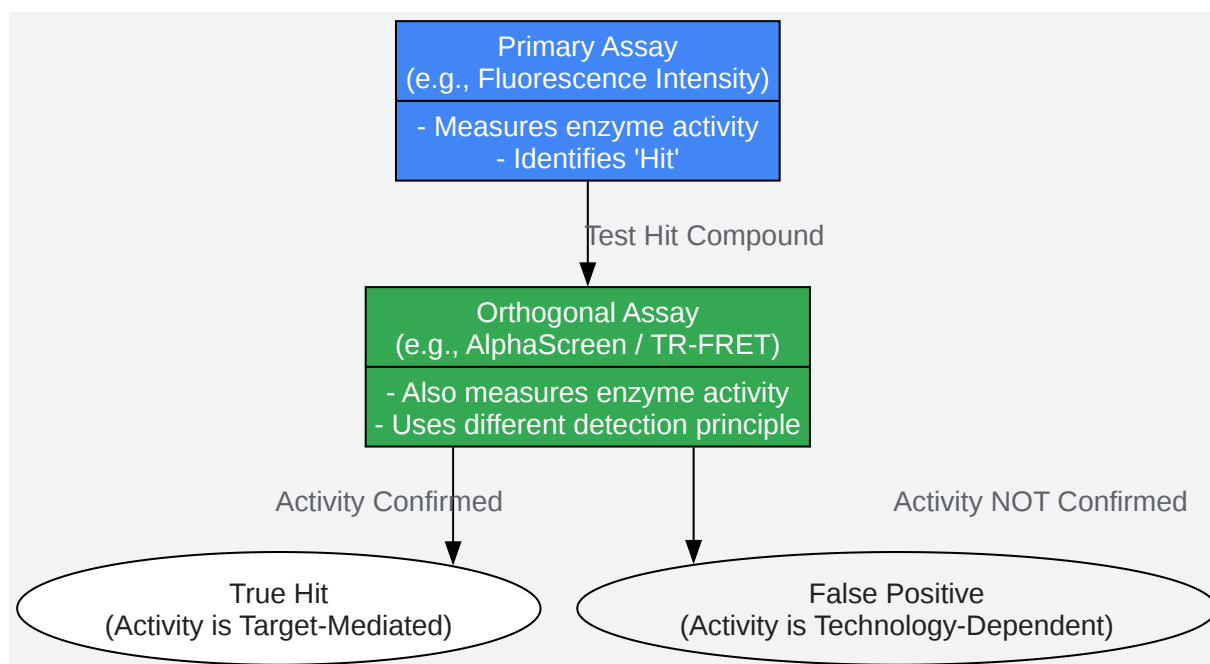 Primary Assay
(e.g., Fluorescence Intensity)
- Measures enzyme activity
- Identifies 'Hit'
Test Hit Compound
Orthogonal Assay
(e.g., AlphaScreen / TR-FRET)
- Also measures enzyme activity
- Uses different detection principle
Activity Confirmed
Activity NOT Confirmed
True Hit
(Activity is Target-Mediated)
False Positive
(Activity is Technology-Dependent)